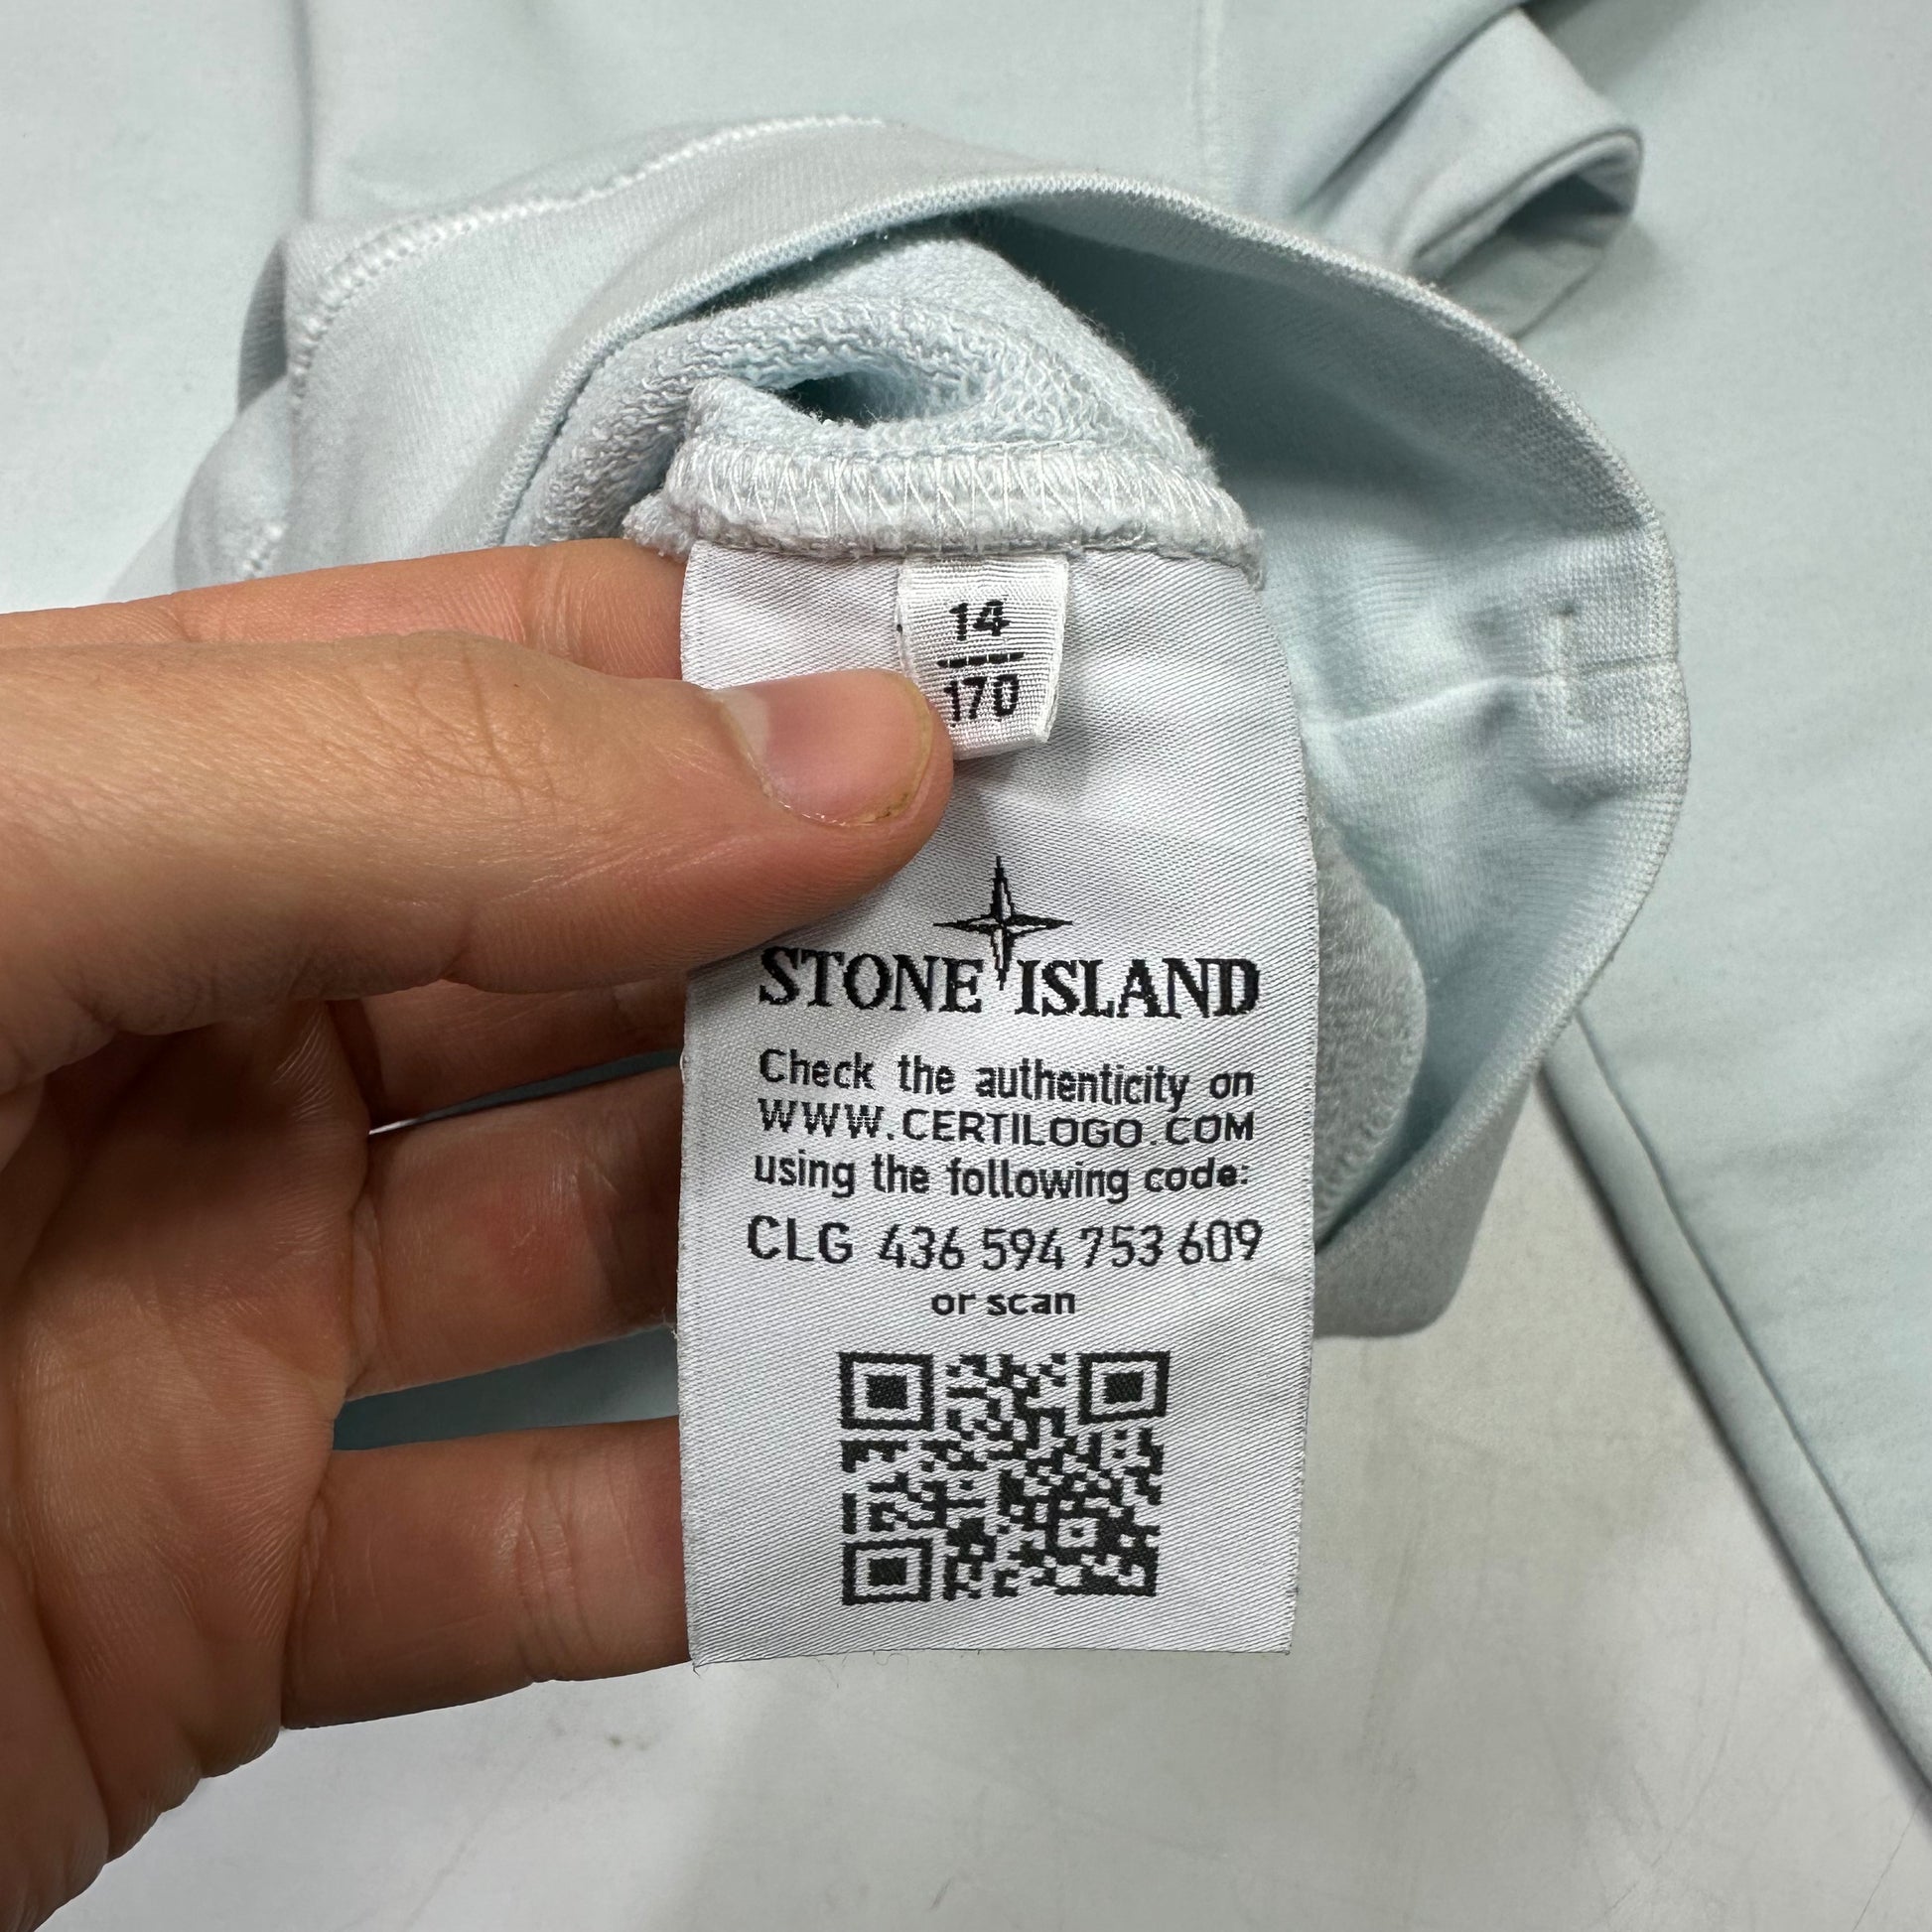 14
170
STONE ISLAND
Check the authenticity on
WWW.CERTILOGO.COM
using the following code:
CLG 436 594 753 609
or scan